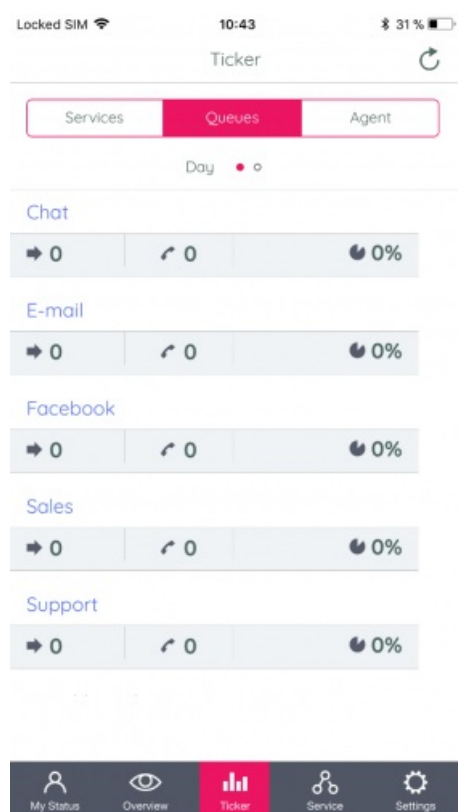 Locked SIM 10:43 31 %
Ticker
Services Queues Agent
Day
Chat
0 0 0%
E-mail
0 0 0%
Facebook
0 0 0%
Sales
0 0 0%
Support
0 0 0%
My Status Overview Ticker Service Settings